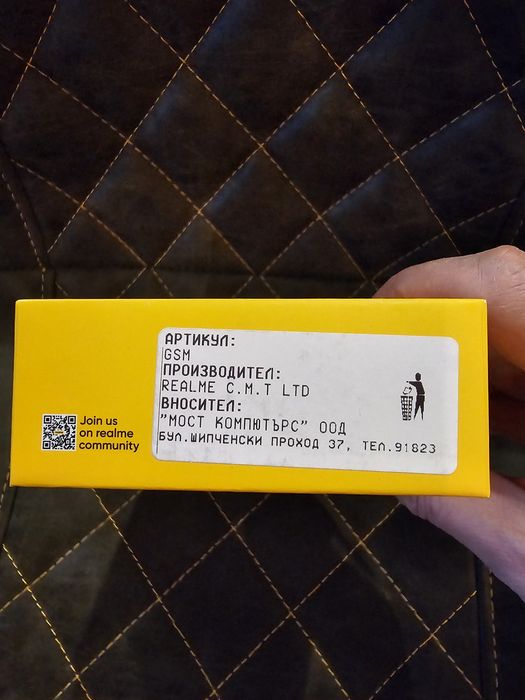 АРТИКУЛ:
GSM
ПРОИЗВОДИТЕЛ:
REALME C.M.T LTD
ВНОСИТЕЛ:
"МОСТ КОМПЮТЪРС" ООД
БУЛ.ШИПЧЕНСКИ ПРОХОД 37, ТЕЛ.91823
Join us
on realme
community